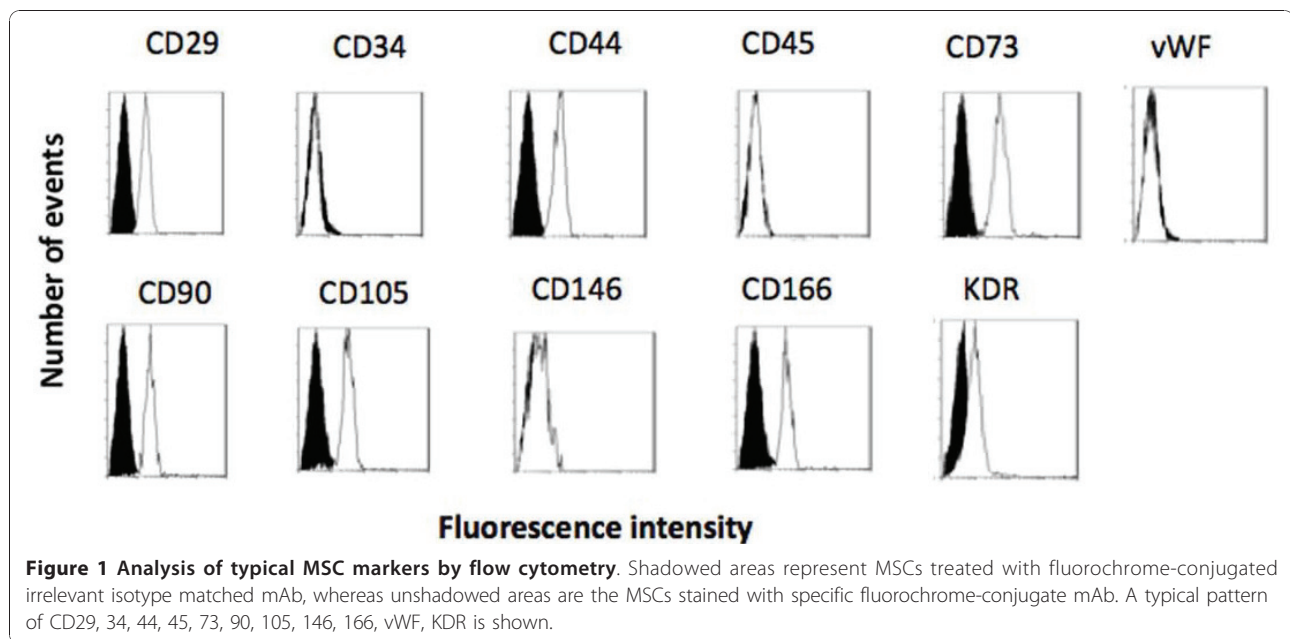 CD29 CD34 CD44 CD45 CD73 vWF
Number of events
CD90 CD105 CD146 CD166 KDR
Fluorescence intensity
Figure 1 Analysis of typical MSC markers by flow cytometry. Shadowed areas represent MSCs treated with fluorochrome-conjugated
irrelevant isotype matched mAb, whereas unshadowed areas are the MSCs stained with specific fluorochrome-conjugate mAb. A typical pattern
of CD29, 34, 44, 45, 73, 90, 105, 146, 166, vWF, KDR is shown.